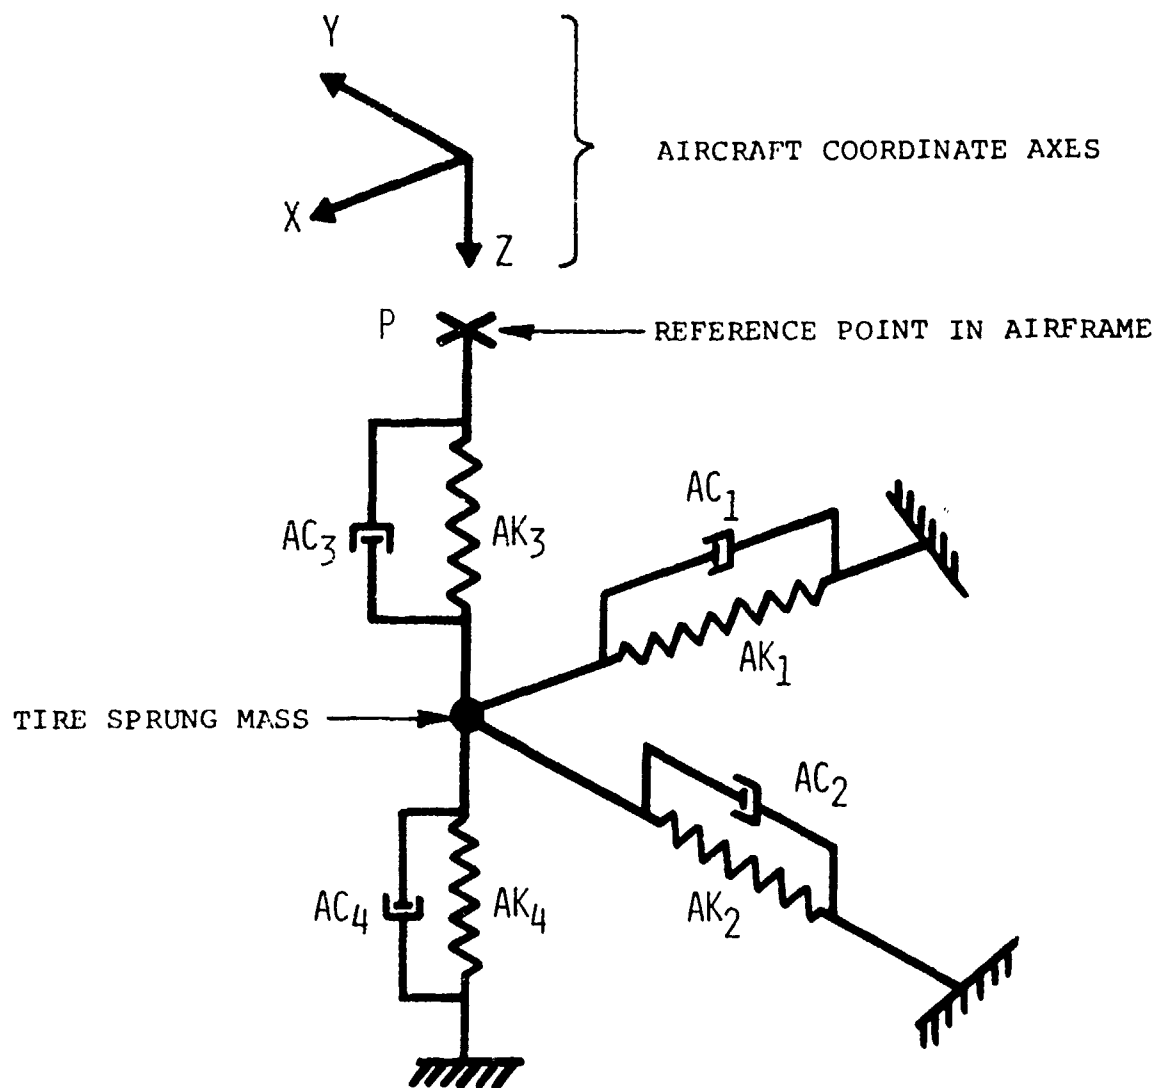 Y
AIRCRAFT COORDINATE AXES
X
Z
P
REFERENCE POINT IN AIRFRAME
AC1
AC3
AK3
AK1
TIRE SPRUNG MASS
AC2
AC4
AK4
AK2